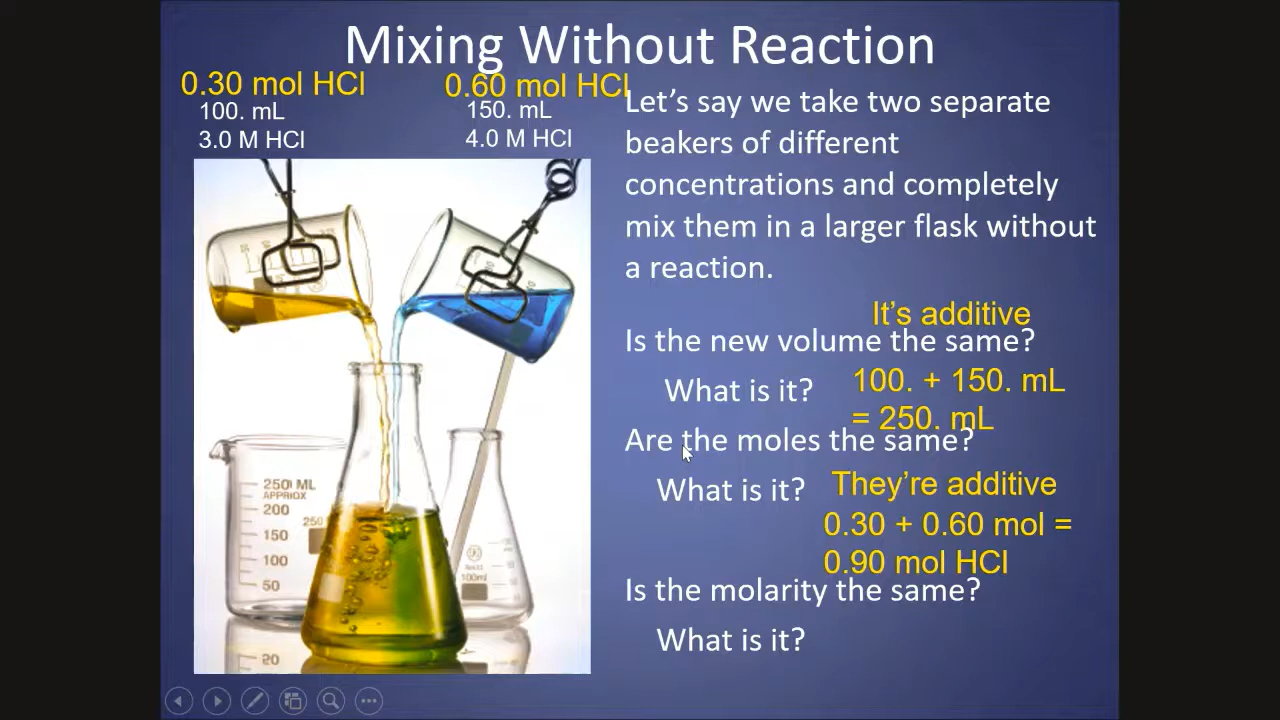 Mixing Without Reaction
0.30 mol HCl
100. mL
3.0 M HCl
0.60 mol HCl
150. mL
4.0 M HCl
Let's say we take two separate
beakers of different
concentrations and completely
mix them in a larger flask without
a reaction.
It's additive
Is the new volume the same?
What is it?
100. + 150. mL
= 250. mL
Are the moles the same?
What is it?
They're additive
0.30 + 0.60 mol =
0.90 mol HCl
Is the molarity the same?
What is it?
250 ML
APPROX
200
150
100
50
250
100ml
20